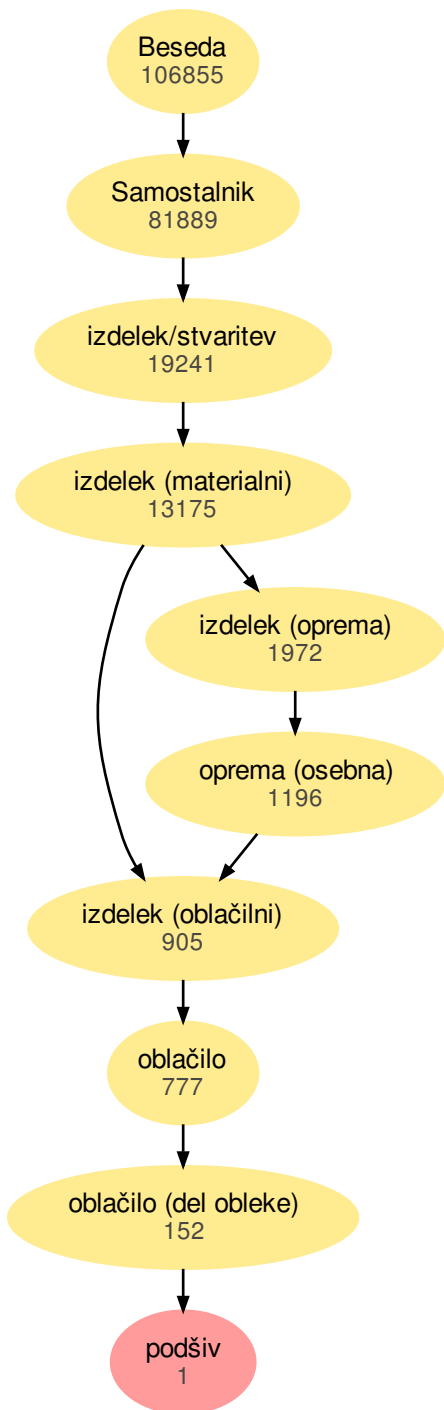 Beseda
106855
Samostalnik
81889
izdelek/stvaritev
19241
izdelek (materialni)
13175
izdelek (oprema)
1972
oprema (osebna)
1196
izdelek (oblačilni)
905
oblačilo
777
oblačilo (del obleke)
152
podšiv
1